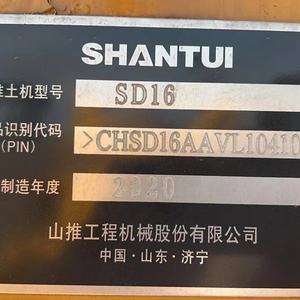 SHANTUI
推土机型号 SD16
品识别代码 >CHSD16AAVL10410
(PIN)
制造年度 2020
山推工程机械股份有限公司
中国·山东·济宁